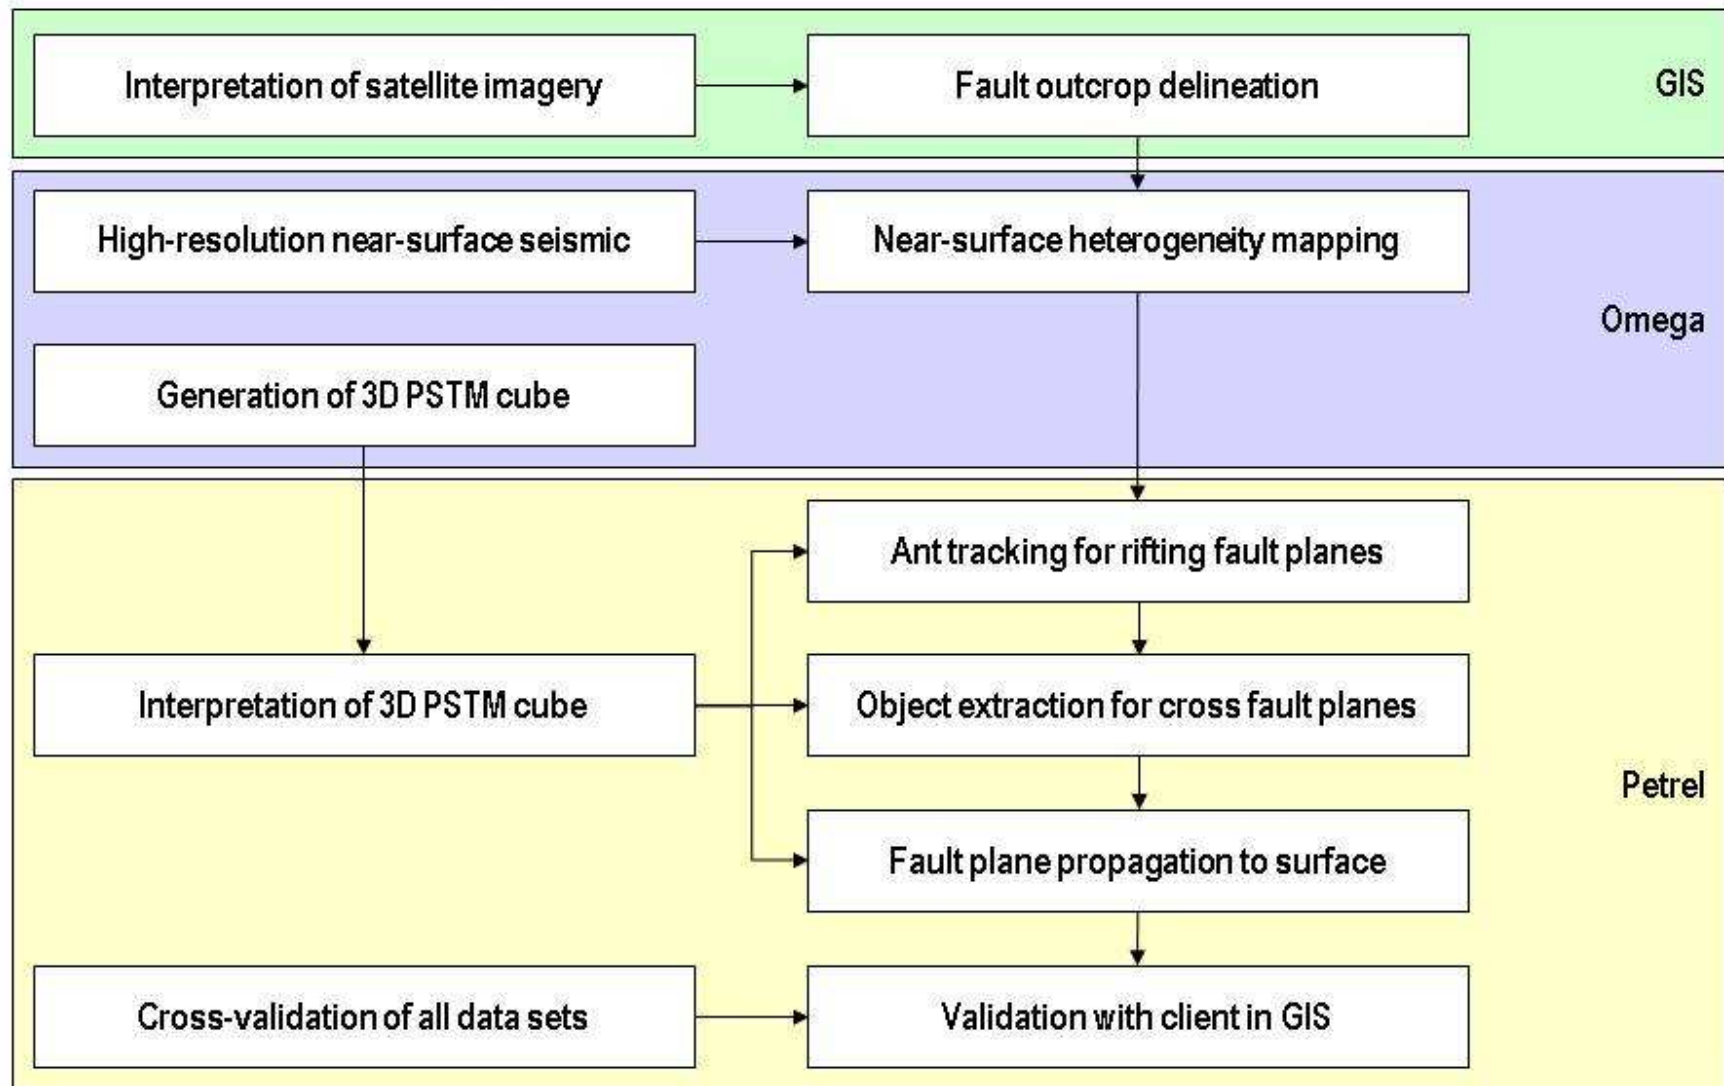 Interpretation of satellite imagery
Fault outcrop delineation
GIS
High-resolution near-surface seismic
Near-surface heterogeneity mapping
Omega
Generation of 3D PSTM cube
Ant tracking for rifting fault planes
Interpretation of 3D PSTM cube
Object extraction for cross fault planes
Petrel
Fault plane propagation to surface
Cross-validation of all data sets
Validation with client in GIS